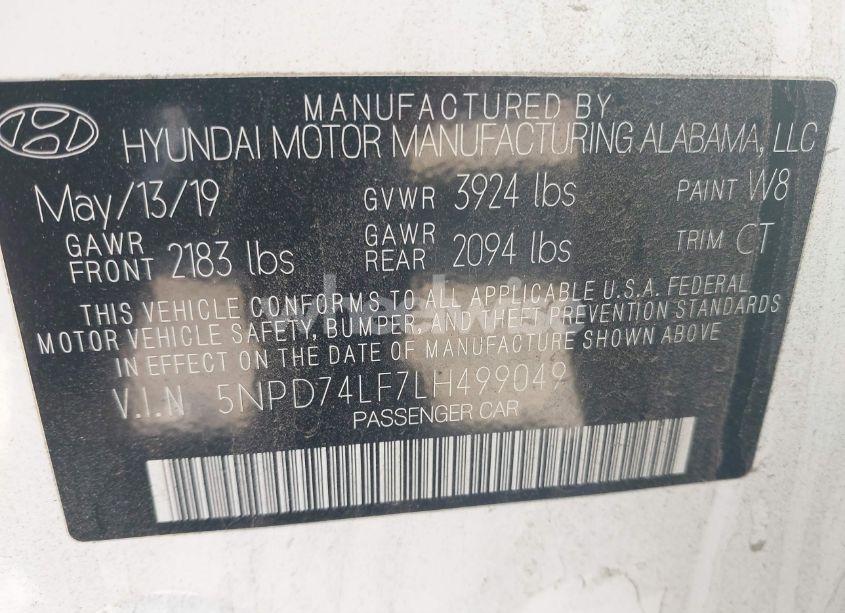 MANUFACTURED BY
HYUNDAI MOTOR MANUFACTURING ALABAMA, LLC
May/13/19 GVWR 3924 lbs PAINT W8
GAWR FRONT 2183 lbs GAWR REAR 2094 lbs TRIM CT
THIS VEHICLE CONFORMS TO ALL APPLICABLE U.S.A. FEDERAL
MOTOR VEHICLE SAFETY, BUMPER, AND THEFT PREVENTION STANDARDS
IN EFFECT ON THE DATE OF MANUFACTURE SHOWN ABOVE
V.I.N 5NPD74LF7LH499049
PASSENGER CAR